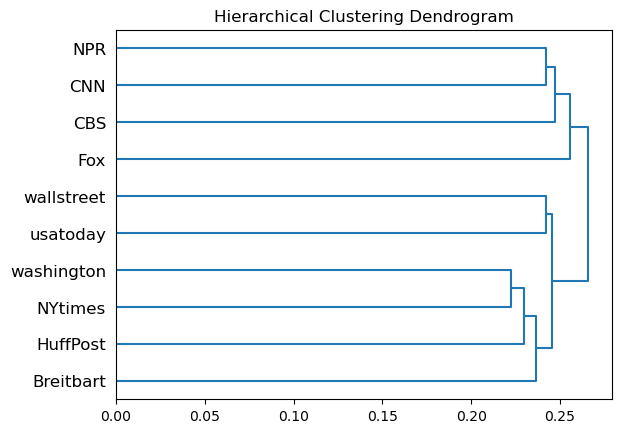 Hierarchical Clustering Dendrogram
NPR
CNN
CBS
Fox
wallstreet
usatoday
washington
NYtimes
HuffPost
Breitbart
0.00 0.05 0.10 0.15 0.20 0.25